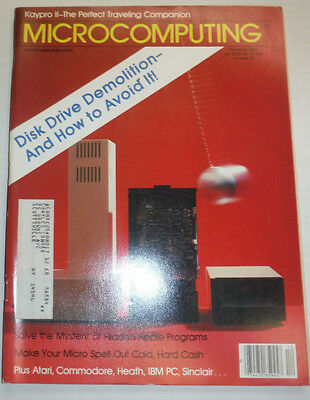 Kaypro II—The Perfect Traveling Companion
MICROCOMPUTING
Disk Drive Demolition—
And How to Avoid It!
Solve the Mystery of Hidden Apple Programs
Make Your Micro Spell Out Cold, Hard Cash
Plus Atari, Commodore, Heath, IBM PC, Sinclair . . .